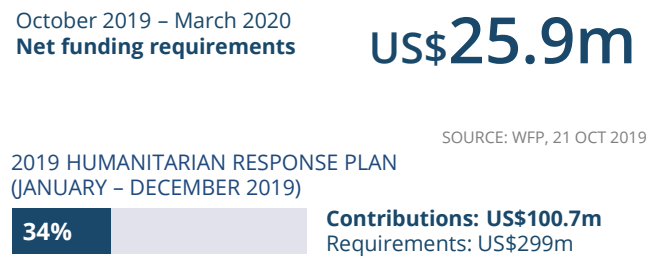 October 2019 – March 2020
Net funding requirements
US$25.9m
SOURCE: WFP, 21 OCT 2019
2019 HUMANITARIAN RESPONSE PLAN
(JANUARY – DECEMBER 2019)
34%
Contributions: US$100.7m
Requirements: US$299m